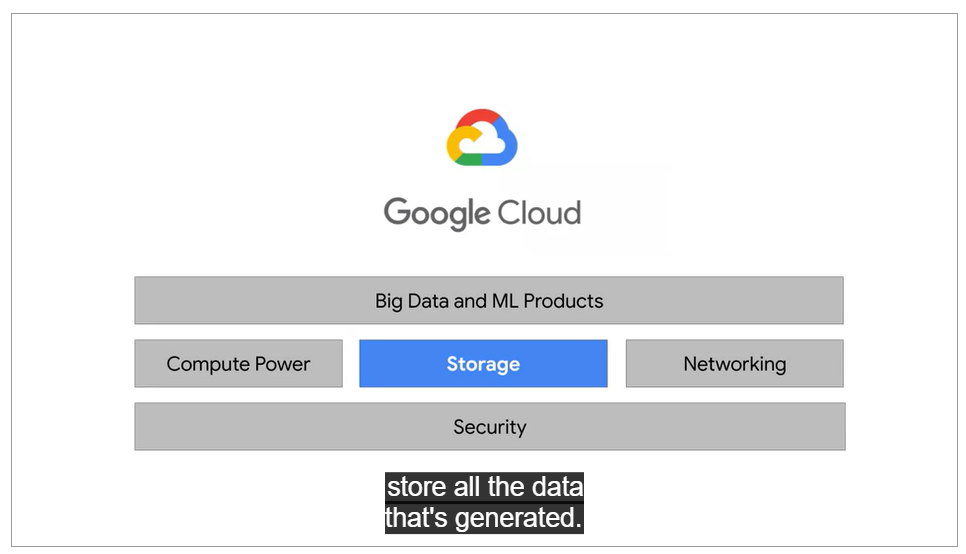 Google Cloud
Big Data and ML Products
Compute Power
Storage
Networking
Security
store all the data
that's generated.